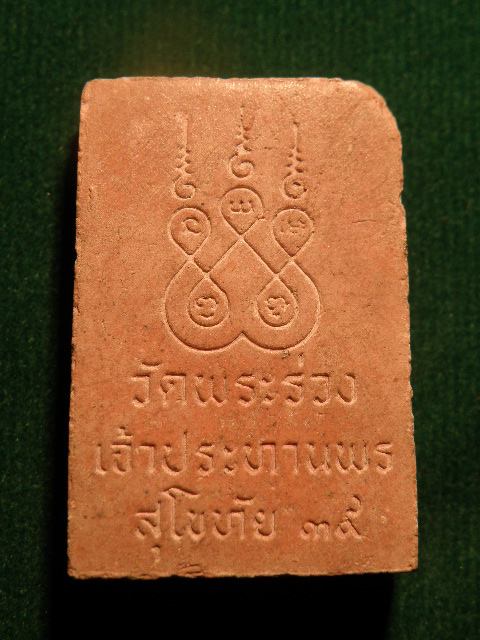 วัดพระร่วง
เจ้าประทานพร
สุโขทัย ๓๕